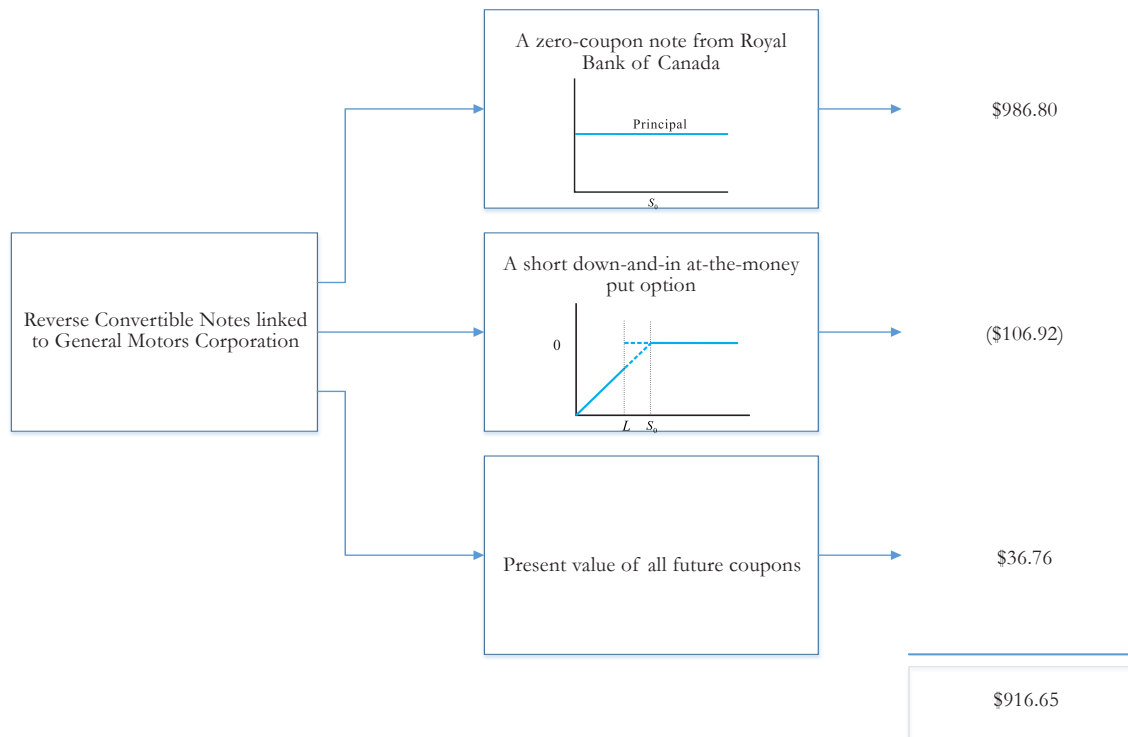 A zero-coupon note from Royal
Bank of Canada
Principal
S₀
$986.80
Reverse Convertible Notes linked
to General Motors Corporation
A short down-and-in at-the-money
put option
0
L S₀
($106.92)
Present value of all future coupons
$36.76
$916.65